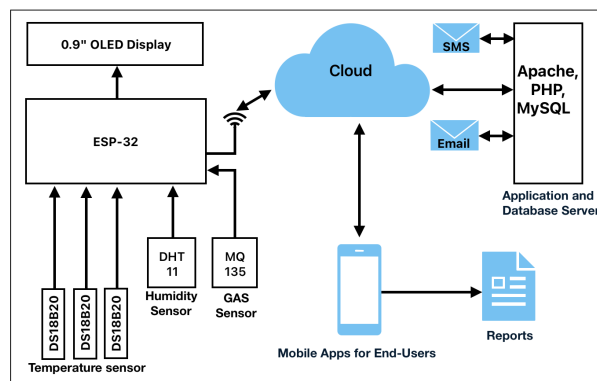 0.9" OLED Display
ESP-32
DS18B20
DS18B20
DS18B20
Temperature sensor
DHT
11
Humidity
Sensor
MQ
135
GAS
Sensor
Cloud
SMS
Email
Apache,
PHP,
MySQL
Application and
Database Server
Mobile Apps for End-Users
Reports